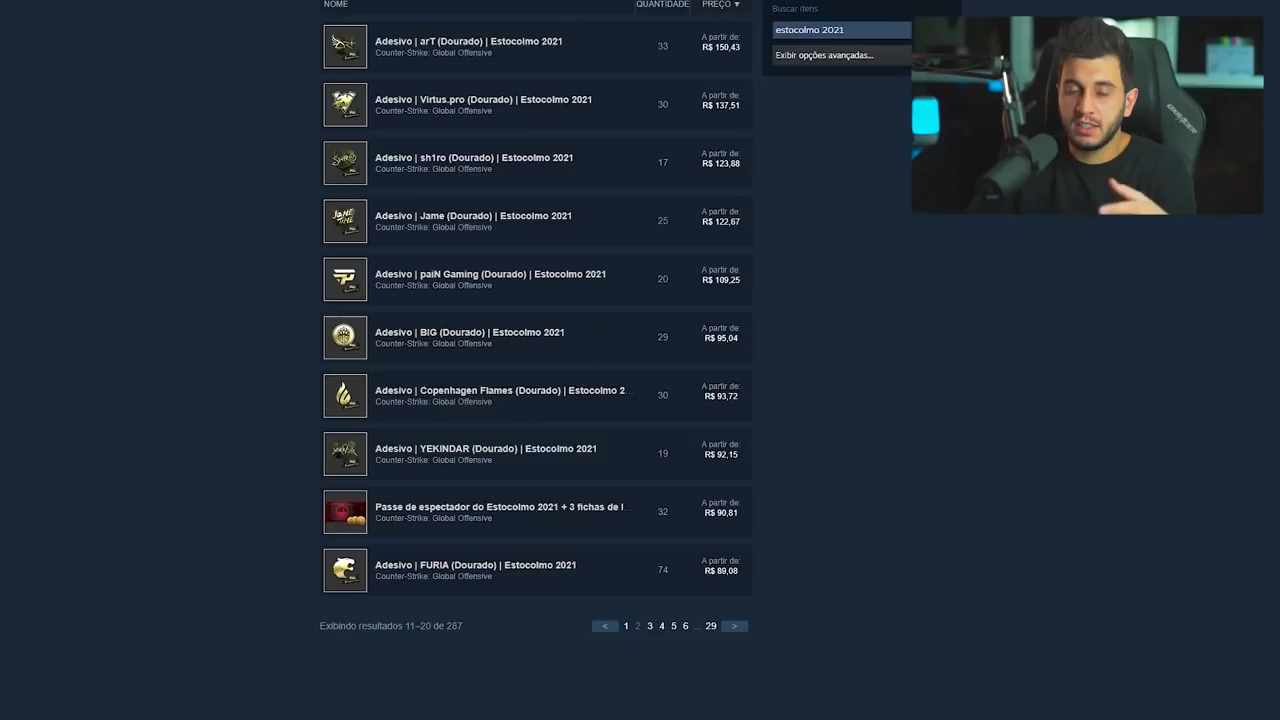 NOME QUANTIDADE PREÇO ▼
Buscar itens
estocolmo 2021
Exibir opções avançadas...
Adesivo | arT (Dourado) | Estocolmo 2021
Counter-Strike: Global Offensive
33
A partir de:
R$ 150,43
Adesivo | Virtus.pro (Dourado) | Estocolmo 2021
Counter-Strike: Global Offensive
30
A partir de:
R$ 137,51
Adesivo | sh1ro (Dourado) | Estocolmo 2021
Counter-Strike: Global Offensive
17
A partir de:
R$ 123,88
Adesivo | Jame (Dourado) | Estocolmo 2021
Counter-Strike: Global Offensive
25
A partir de:
R$ 122,67
Adesivo | paiN Gaming (Dourado) | Estocolmo 2021
Counter-Strike: Global Offensive
20
A partir de:
R$ 109,25
Adesivo | BIG (Dourado) | Estocolmo 2021
Counter-Strike: Global Offensive
29
A partir de:
R$ 95,04
Adesivo | Copenhagen Flames (Dourado) | Estocolmo 2...
Counter-Strike: Global Offensive
30
A partir de:
R$ 93,72
Adesivo | YEKINDAR (Dourado) | Estocolmo 2021
Counter-Strike: Global Offensive
19
A partir de:
R$ 92,15
Passe de espectador do Estocolmo 2021 + 3 fichas de l...
Counter-Strike: Global Offensive
32
A partir de:
R$ 90,81
Adesivo | FURIA (Dourado) | Estocolmo 2021
Counter-Strike: Global Offensive
74
A partir de:
R$ 89,08
Exibindo resultados 11–20 de 287
< 1 2 3 4 5 6 ... 29 >